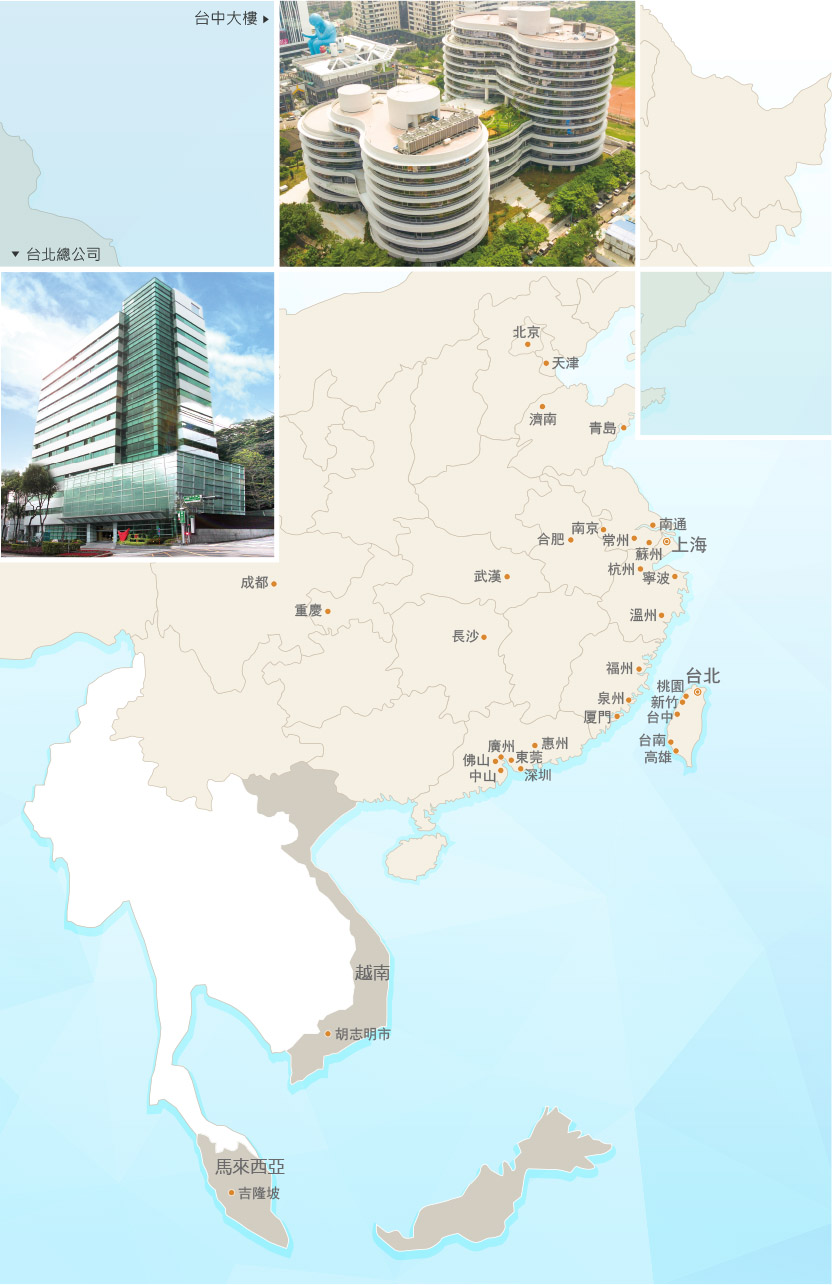 台中大樓
台北總公司
北京
天津
濟南
青島
南通
南京
常州
合肥
上海
蘇州
杭州
寧波
成都
武漢
重慶
溫州
長沙
福州
台北
桃園
泉州
新竹
厦門
台中
台南
惠州
廣州
高雄
東莞
佛山
中山
深圳
越南
胡志明市
馬來西亞
吉隆坡